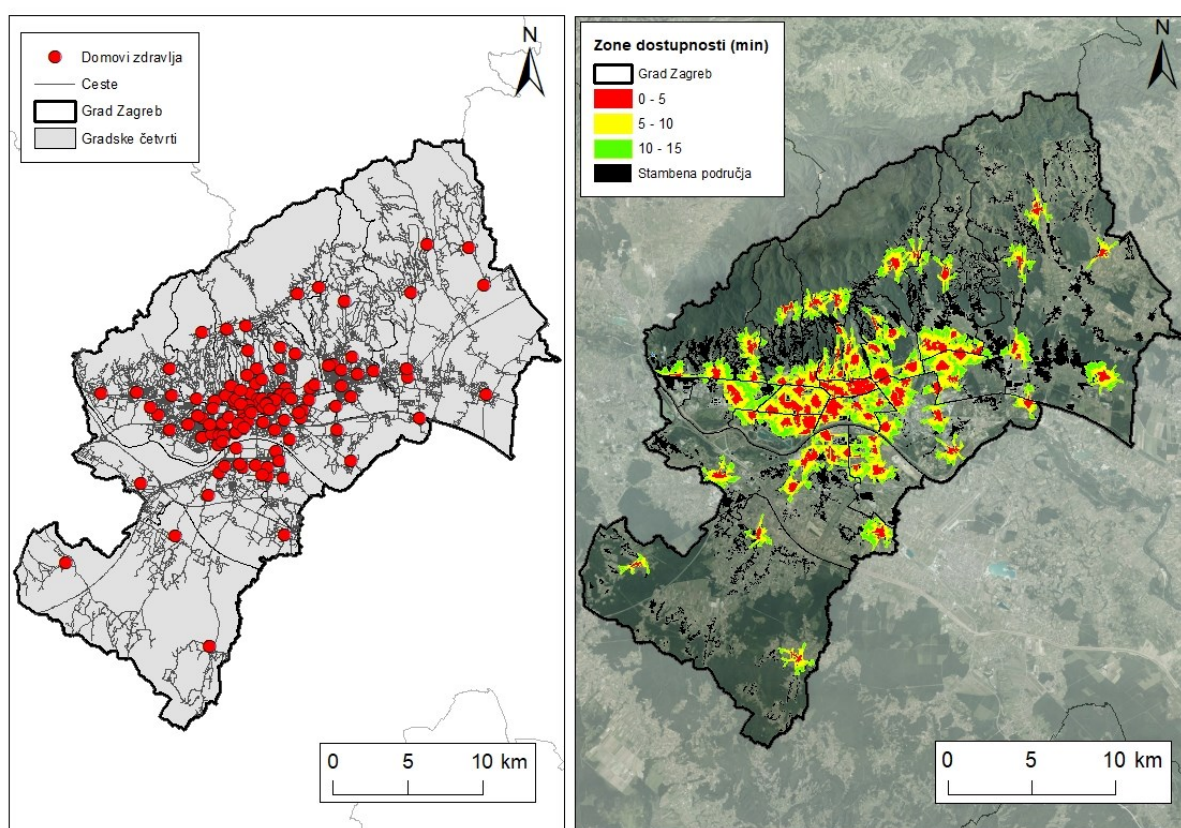 N
Domovi zdravlja
Ceste
Grad Zagreb
Gradske četvrti
0 5 10 km
N
Zone dostupnosti (min)
Grad Zagreb
0 - 5
5 - 10
10 - 15
Stambena područja
0 5 10 km